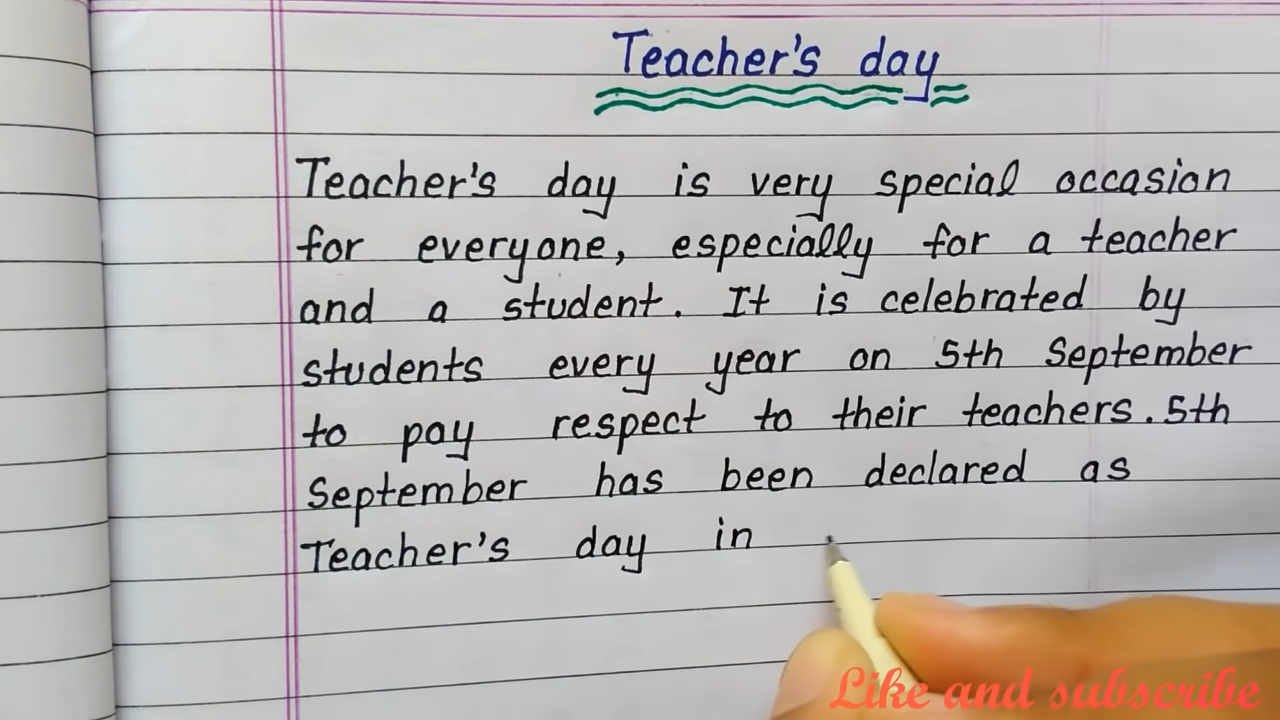 Teacher's day
Teacher's day is very special occasion
for everyone, especially for a teacher
and a student. It is celebrated by
students every year on 5th September
to pay respect to their teachers. 5th
September has been declared as
Teacher's day in
Like and subscribe